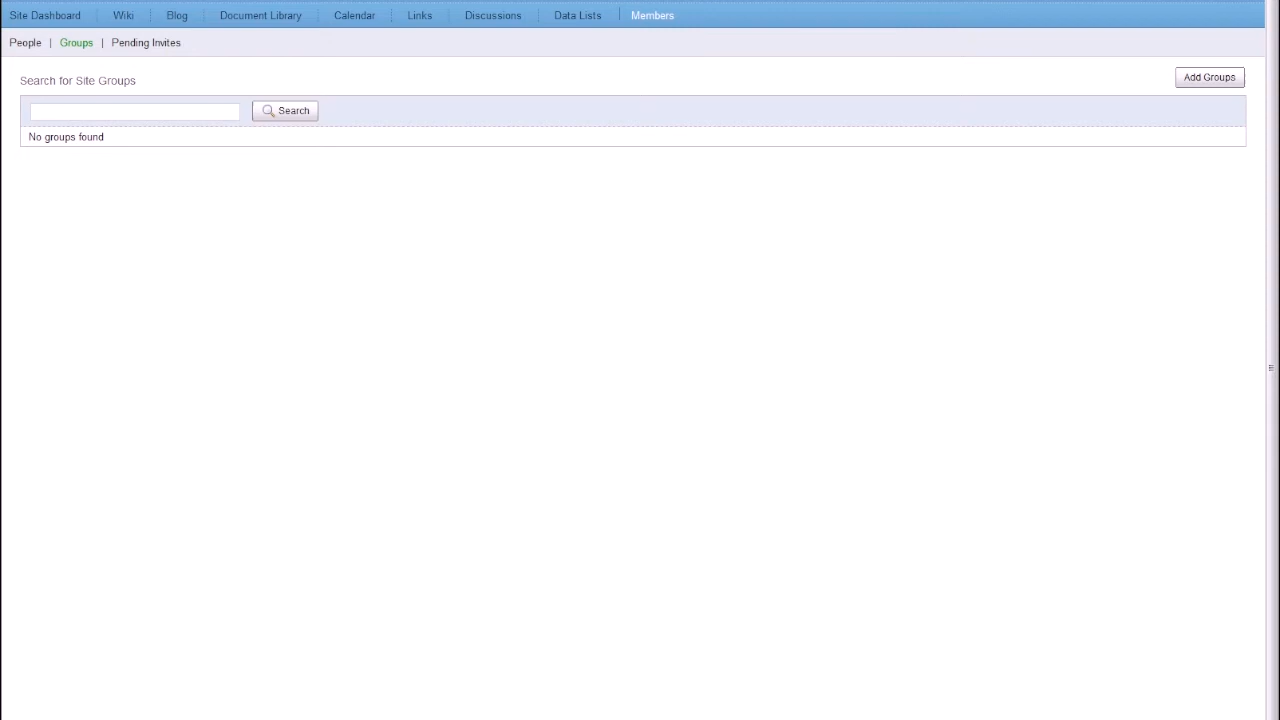 Site Dashboard Wiki Blog Document Library Calendar Links Discussions Data Lists Members
People | Groups | Pending Invites
Search for Site Groups
Add Groups
Search
No groups found